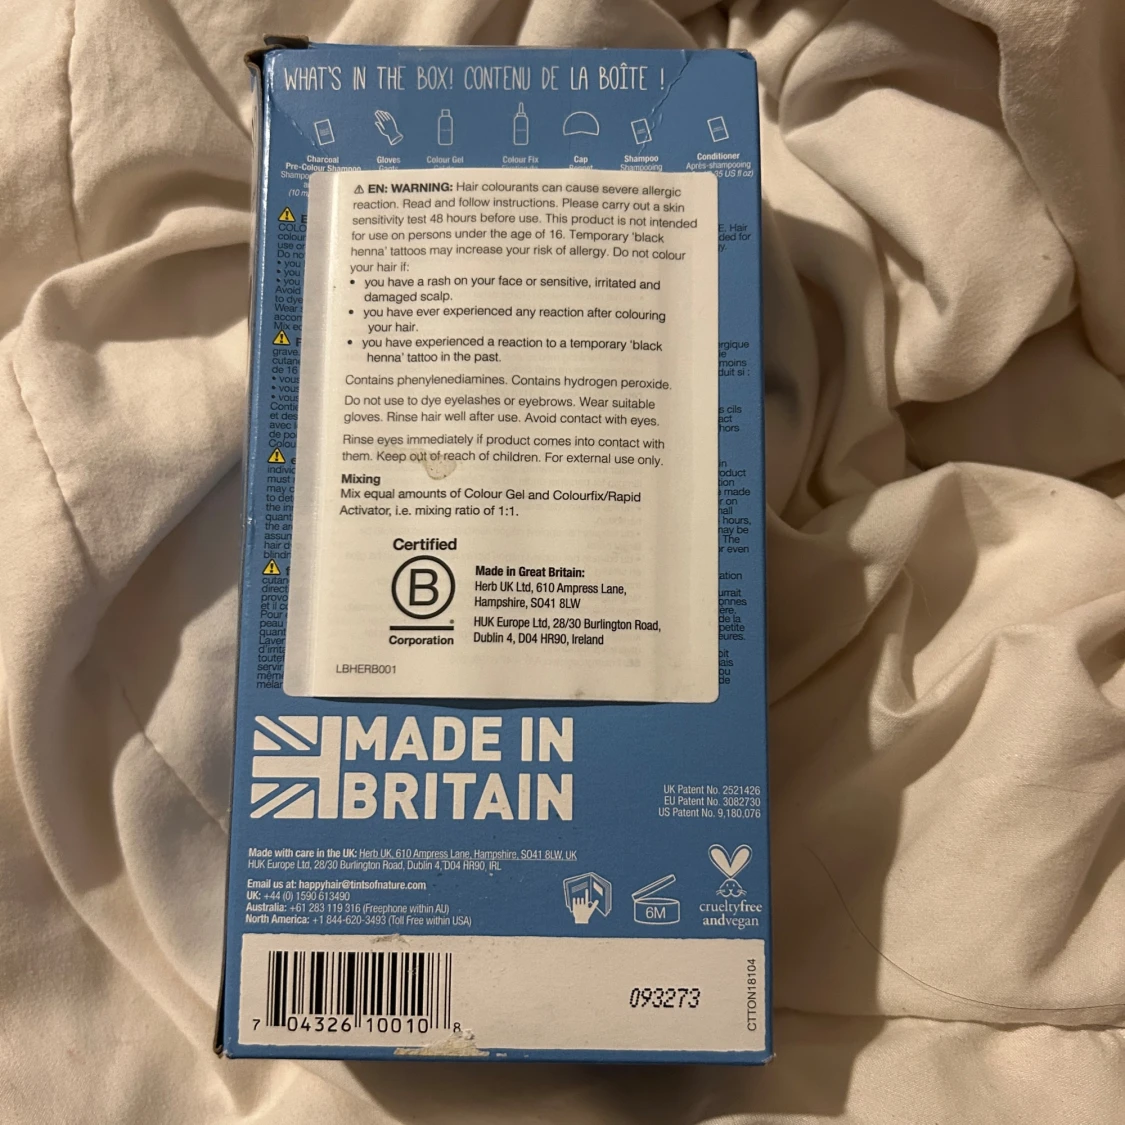 WHAT'S IN THE BOX! CONTENU DE LA BOÎTE !
Charcoal
Pre-Colour Shampoo
Gloves
Colour Gel
Colour Fix
Cap
Shampoo
Shampooing
Conditioner
Après-shampooing
⚠ EN: WARNING: Hair colourants can cause severe allergic
reaction. Read and follow instructions. Please carry out a skin
sensitivity test 48 hours before use. This product is not intended
for use on persons under the age of 16. Temporary 'black
henna' tattoos may increase your risk of allergy. Do not colour
your hair if:
• you have a rash on your face or sensitive, irritated and
damaged scalp.
• you have ever experienced any reaction after colouring
your hair.
• you have experienced a reaction to a temporary 'black
henna' tattoo in the past.
Contains phenylenediamines. Contains hydrogen peroxide.
Do not use to dye eyelashes or eyebrows. Wear suitable
gloves. Rinse hair well after use. Avoid contact with eyes.
Rinse eyes immediately if product comes into contact with
them. Keep out of reach of children. For external use only.
Mixing
Mix equal amounts of Colour Gel and Colourfix/Rapid
Activator, i.e. mixing ratio of 1:1.
Certified
B
Corporation
Made in Great Britain:
Herb UK Ltd, 610 Ampress Lane,
Hampshire, SO41 8LW
HUK Europe Ltd, 28/30 Burlington Road,
Dublin 4, D04 HR90, Ireland
LBHERB001
MADE IN
BRITAIN
UK Patent No. 2521426
EU Patent No. 3082730
US Patent No. 9,180,076
Made with care in the UK: Herb UK, 610 Ampress Lane, Hampshire, SO41 8LW, UK
HUK Europe Ltd, 28/30 Burlington Road, Dublin 4, D04 HR90, IRL
Email us at: happyhair@tintsofnature.com
UK: +44 (0) 1590 613490
Australia: +61 283 119 316 (Freephone within AU)
North America: +1 844-620-3493 (Toll Free within USA)
6M
crueltyfree
andvegan
7 04326 10010 8
093273
CTTON18104